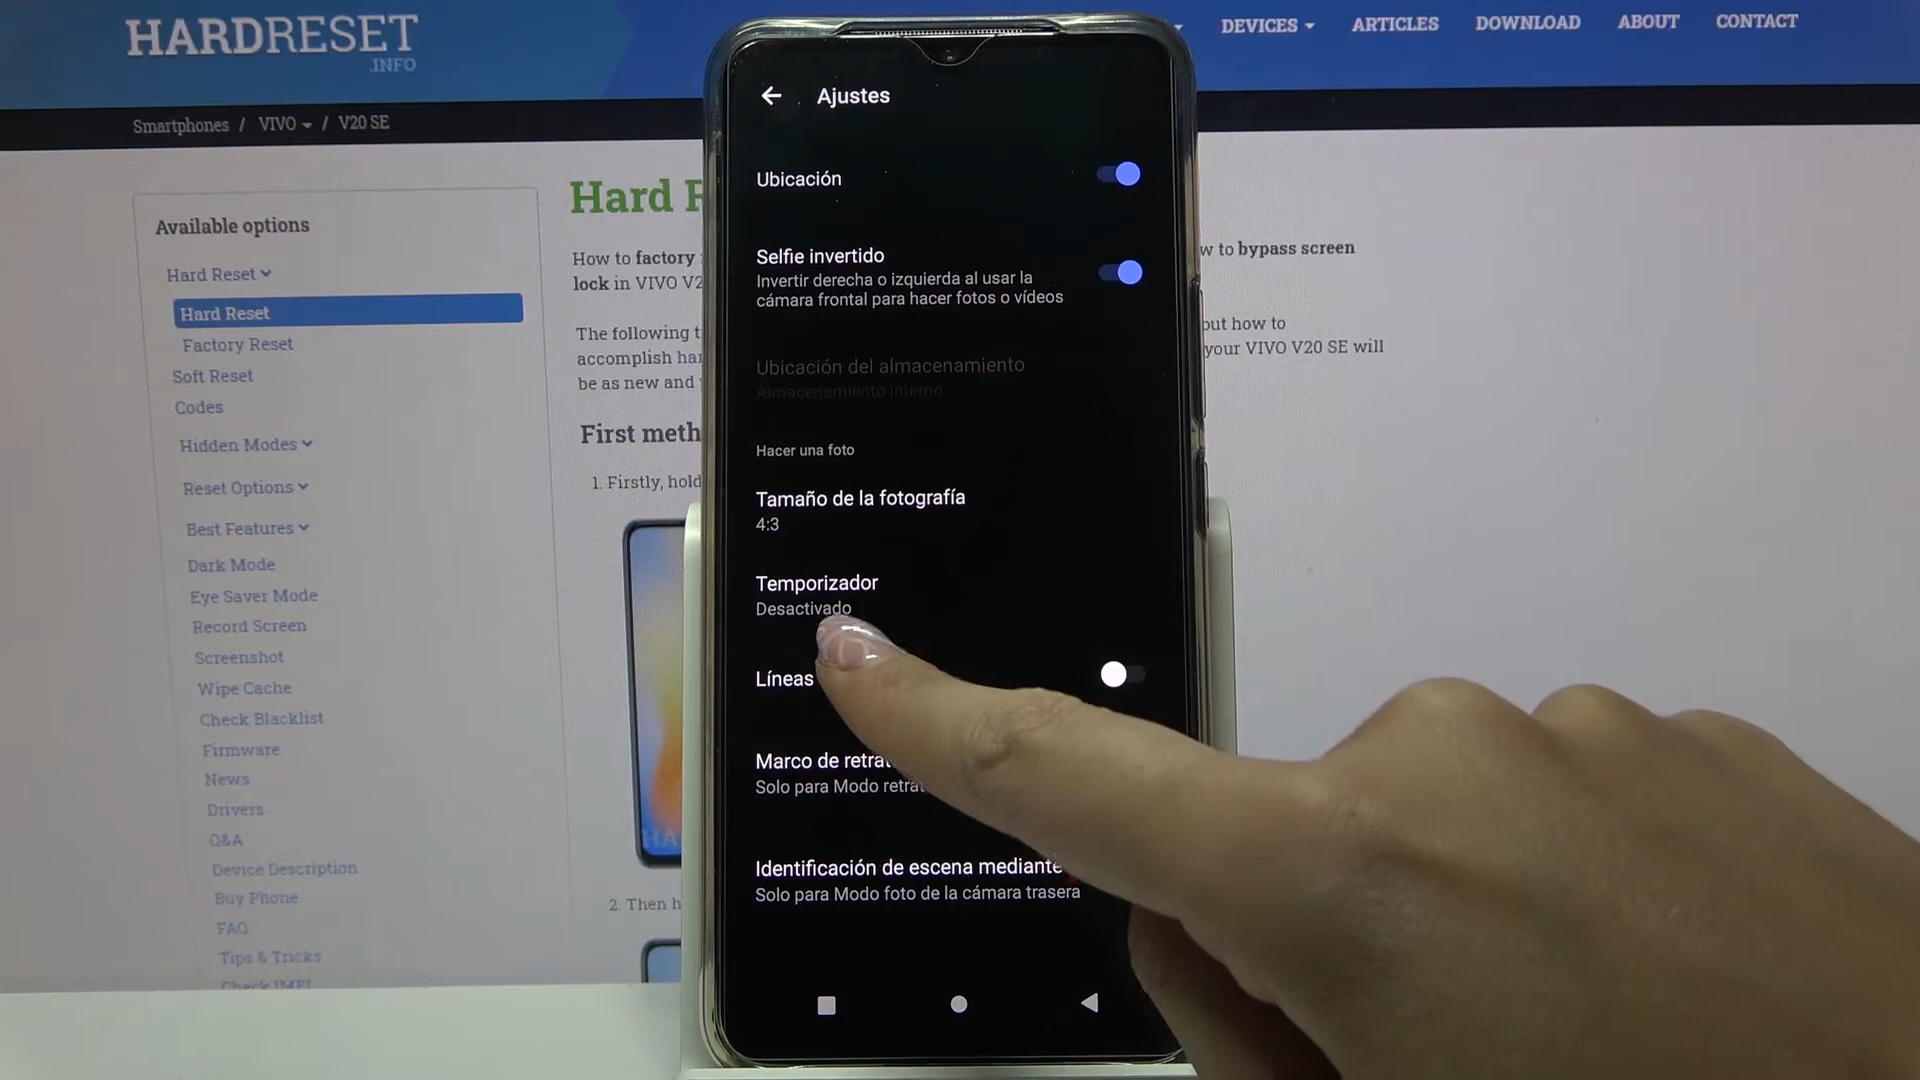 HARDRESET
.INFO
DEVICES
ARTICLES
DOWNLOAD
ABOUT
CONTACT
Smartphones / VIVO / V20 SE
Available options
Hard Reset
Hard Reset
Factory Reset
Soft Reset
Codes
Hidden Modes
Reset Options
Best Features
Dark Mode
Eye Saver Mode
Record Screen
Screenshot
Wipe Cache
Check Blacklist
Firmware
News
Drivers
Q&A
Device Description
Buy Phone
FAQ
Tips & Tricks
Check IMEI
Hard
How to factory
lock in VIVO
The following
accomplish
be as new and
First
1. Firstly, hold
2. Then
to bypass screen
how to
your VIVO V20 SE will
Ajustes
Ubicación
Selfie invertido
Invertir derecha o izquierda al usar la
cámara frontal para hacer fotos o vídeos
Ubicación del almacenamiento
Almacenamiento interno
Hacer una foto
Tamaño de la fotografía
4:3
Temporizador
Desactivado
Líneas
Marco de
Solo para Modo
Identificación de escena mediante
Solo para Modo foto de la cámara trasera